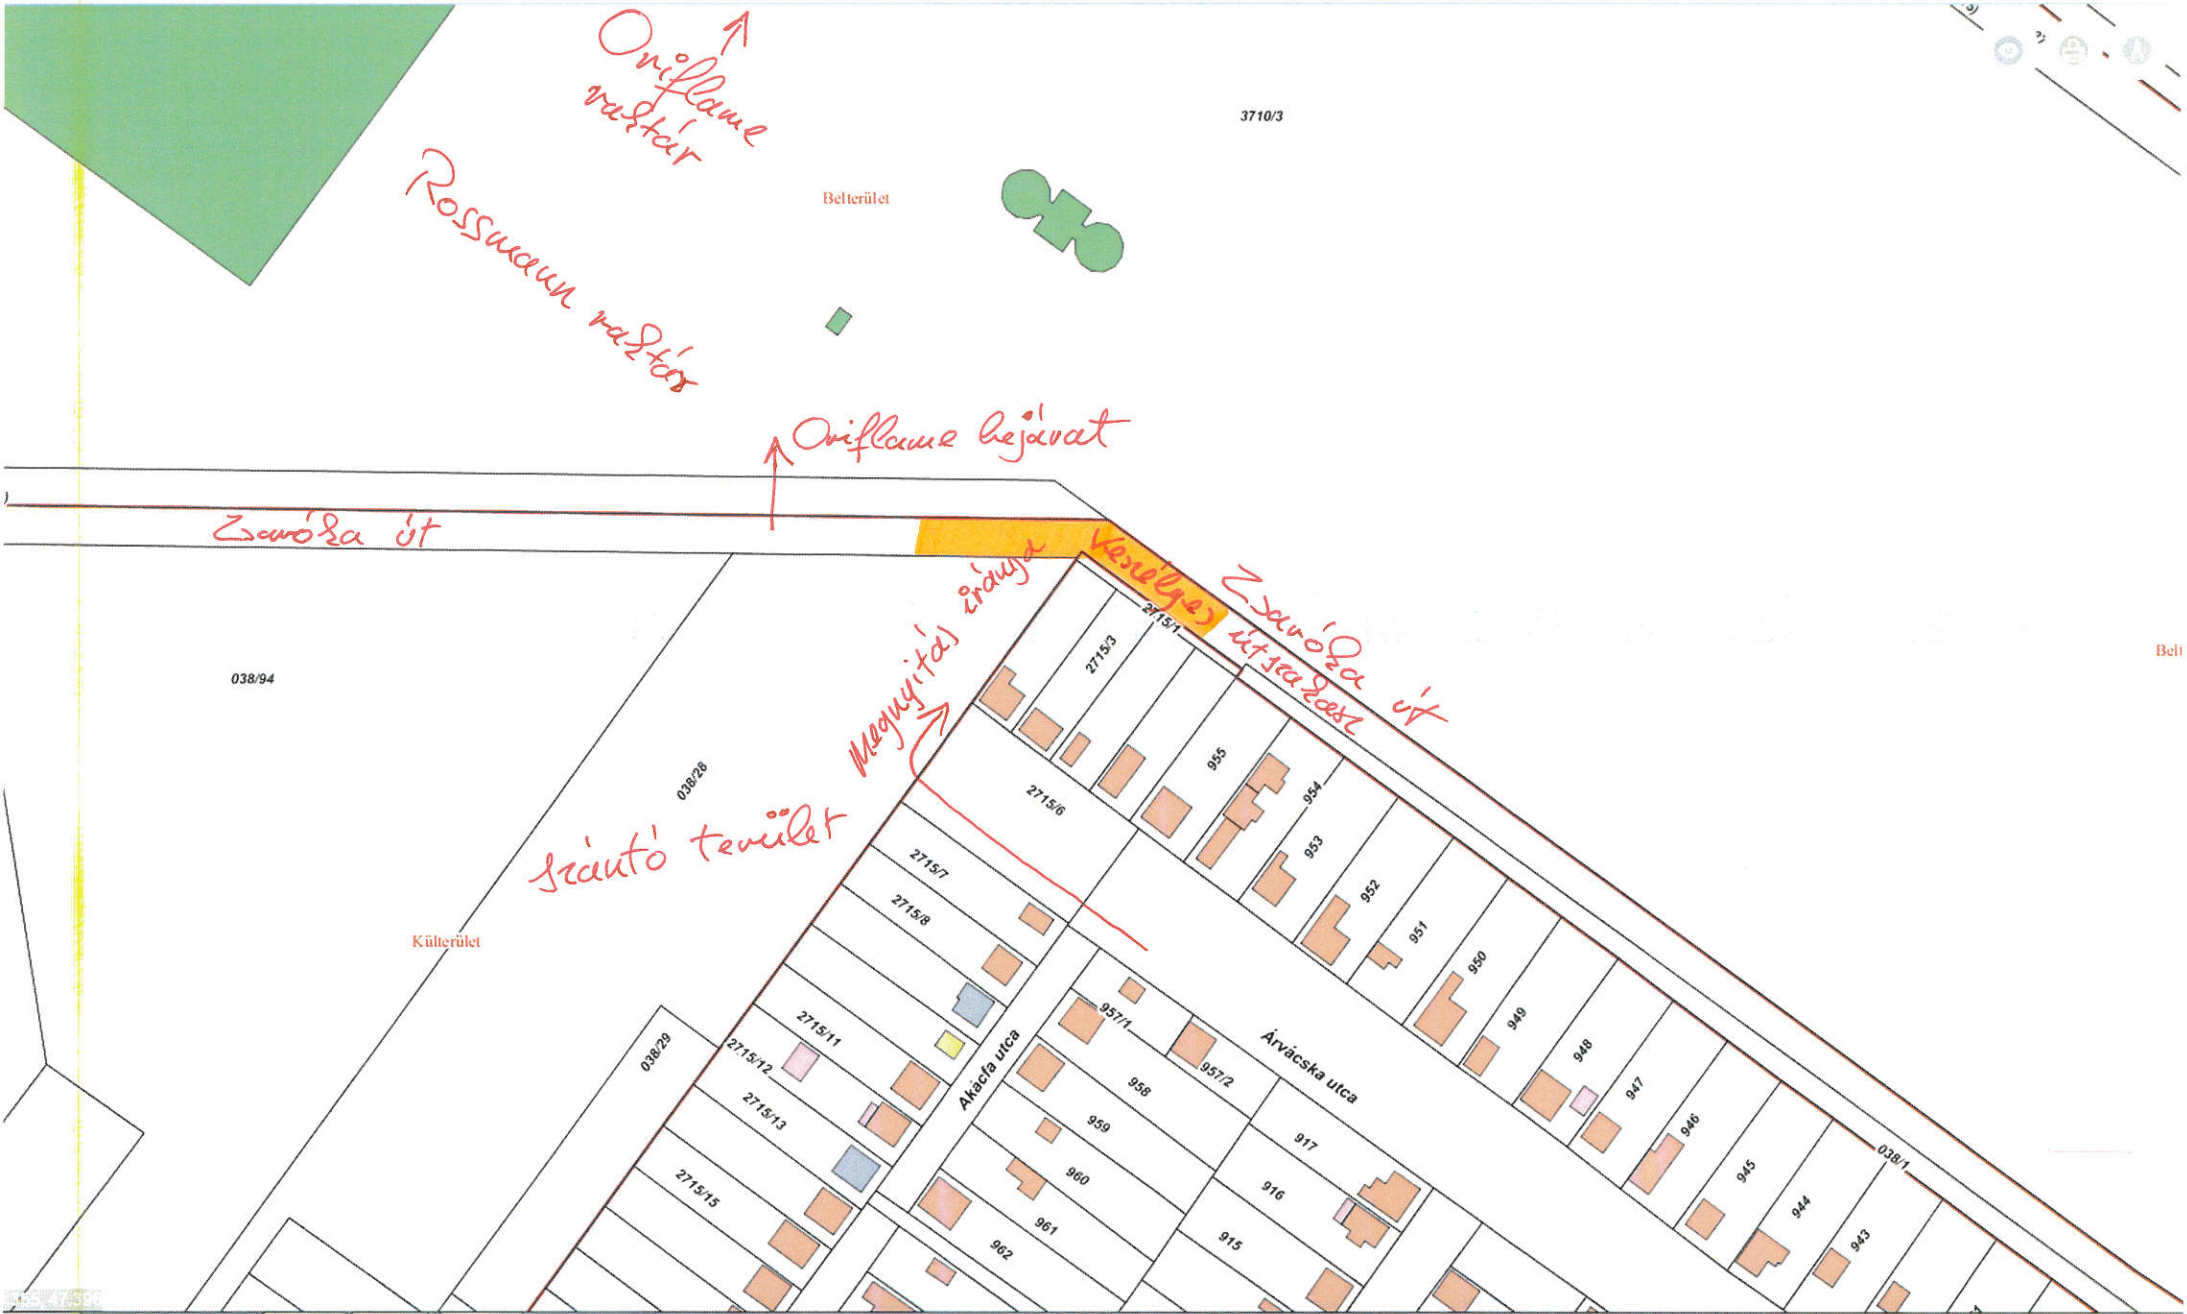 Oriflame
raktár
3710/3
Belterület
Rossmann raktár
Oriflame bejárat
Zsaróka út
Veszélyes
útszakasz
Zsaróka út
Megnyitás iránya
2715/1
2715/3
Belt
038/94
038/28
955
954
2715/6
953
szántó terület
2715/7
952
2715/8
951
Külterület
950
949
957/1
2715/11
038/29
2715/12
Akácfa utca
Árvácska utca
948
957/2
958
947
2715/13
959
946
917
038/1
960
945
2715/15
916
944
961
915
943
962